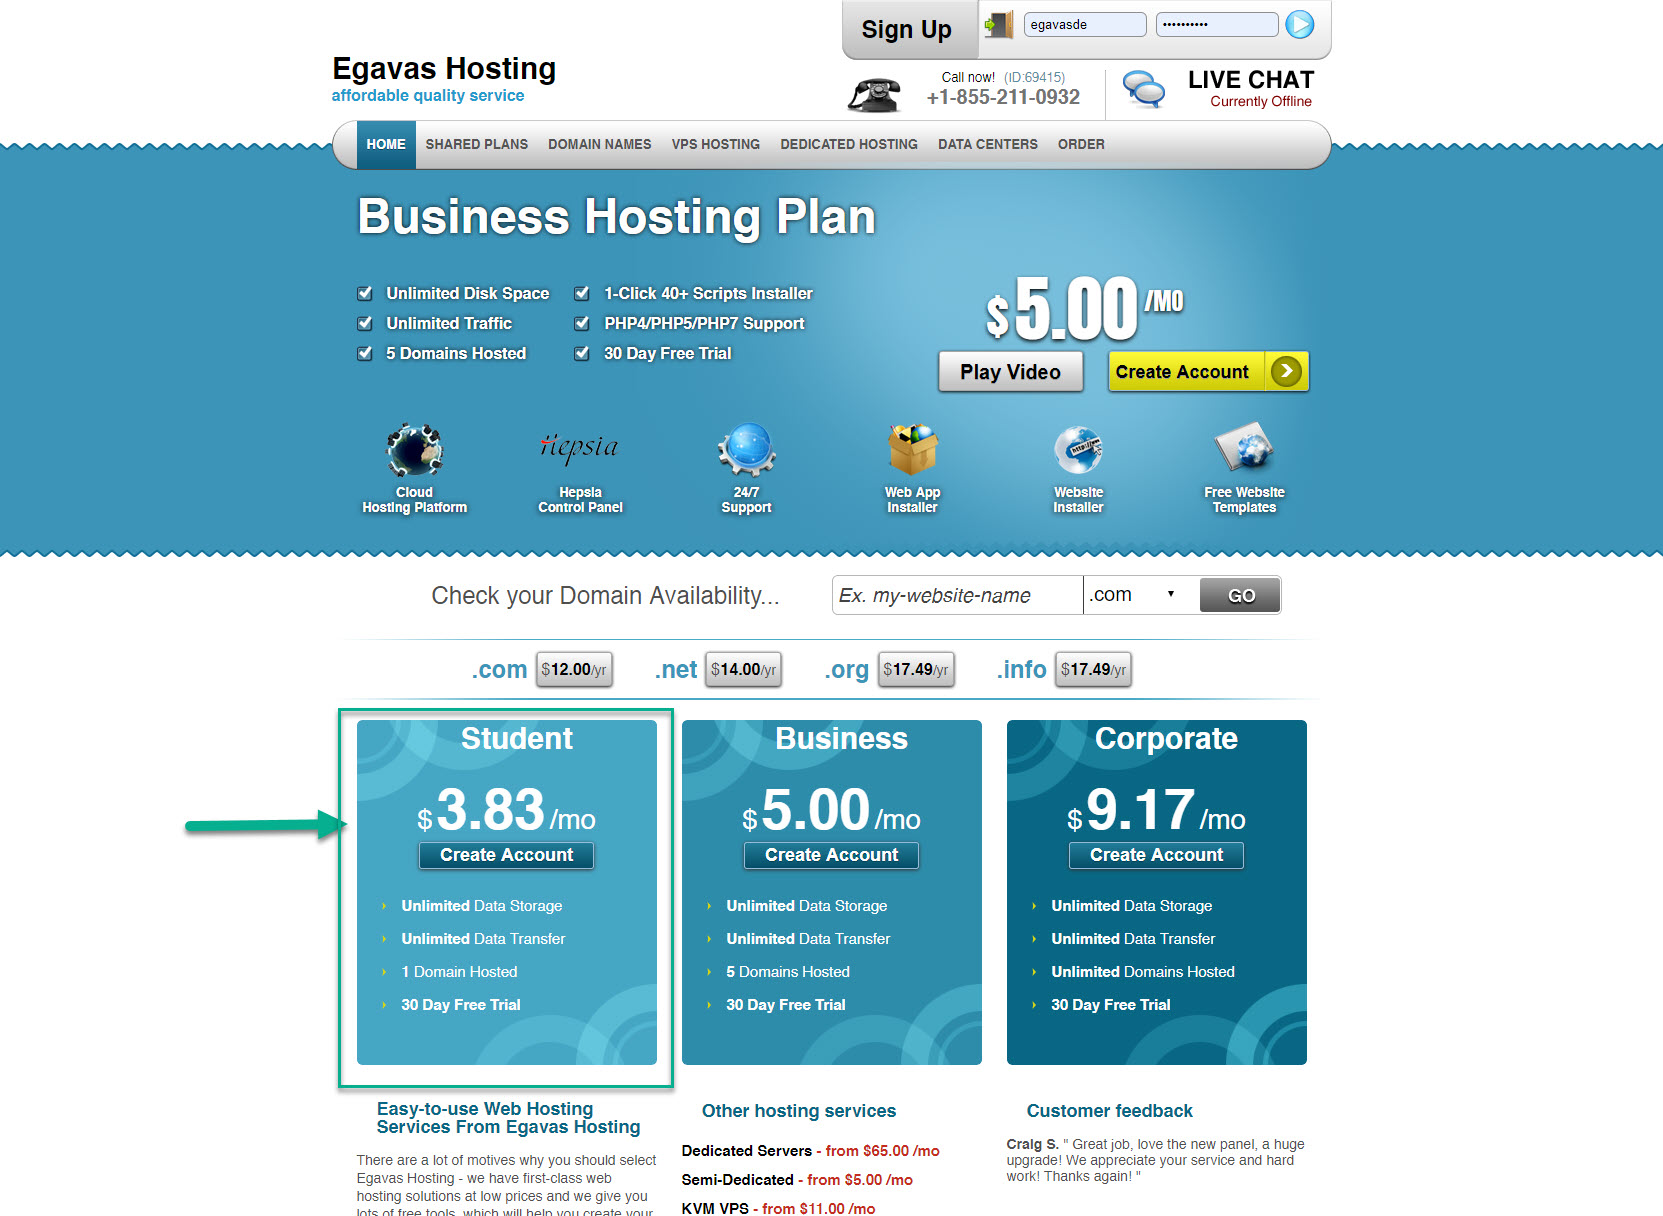 Sign Up
egavasde
••••••••••
Egavas Hosting
affordable quality service
Call now! (ID:69415)
+1-855-211-0932
LIVE CHAT
Currently Offline
HOME SHARED PLANS DOMAIN NAMES VPS HOSTING DEDICATED HOSTING DATA CENTERS ORDER
Business Hosting Plan
Unlimited Disk Space
1-Click 40+ Scripts Installer
Unlimited Traffic
PHP4/PHP5/PHP7 Support
5 Domains Hosted
30 Day Free Trial
$5.00/MO
Play Video
Create Account
Hepsia
http://ww
Cloud
Hosting Platform
Hepsia
Control Panel
24/7
Support
Web App
Installer
Website
Installer
Free Website
Templates
Check your Domain Availability...
Ex. my-website-name
.com
GO
.com $12.00/yr
.net $14.00/yr
.org $17.49/yr
.info $17.49/yr
Student
$3.83/mo
Create Account
Unlimited Data Storage
Unlimited Data Transfer
1 Domain Hosted
30 Day Free Trial
Business
$5.00/mo
Create Account
Unlimited Data Storage
Unlimited Data Transfer
5 Domains Hosted
30 Day Free Trial
Corporate
$9.17/mo
Create Account
Unlimited Data Storage
Unlimited Data Transfer
Unlimited Domains Hosted
30 Day Free Trial
Easy-to-use Web Hosting
Services From Egavas Hosting
There are a lot of motives why you should select
Egavas Hosting - we have first-class web
hosting solutions at low prices and we give you
lots of free tools, which will help you create your
Other hosting services
Dedicated Servers - from $65.00 /mo
Semi-Dedicated - from $5.00 /mo
KVM VPS - from $11.00 /mo
Customer feedback
Craig S. " Great job, love the new panel, a huge
upgrade! We appreciate your service and hard
work! Thanks again! "